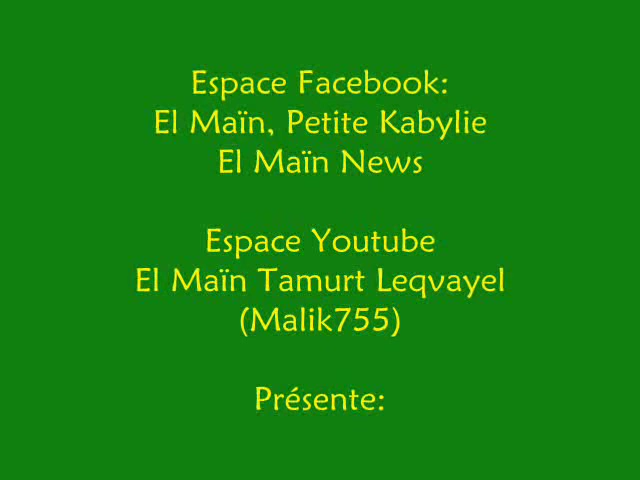 Espace Facebook:
El Maïn, Petite Kabylie
El Maïn News
Espace Youtube
El Maïn Tamurt Leqvayel
(Malik755)
Présente: